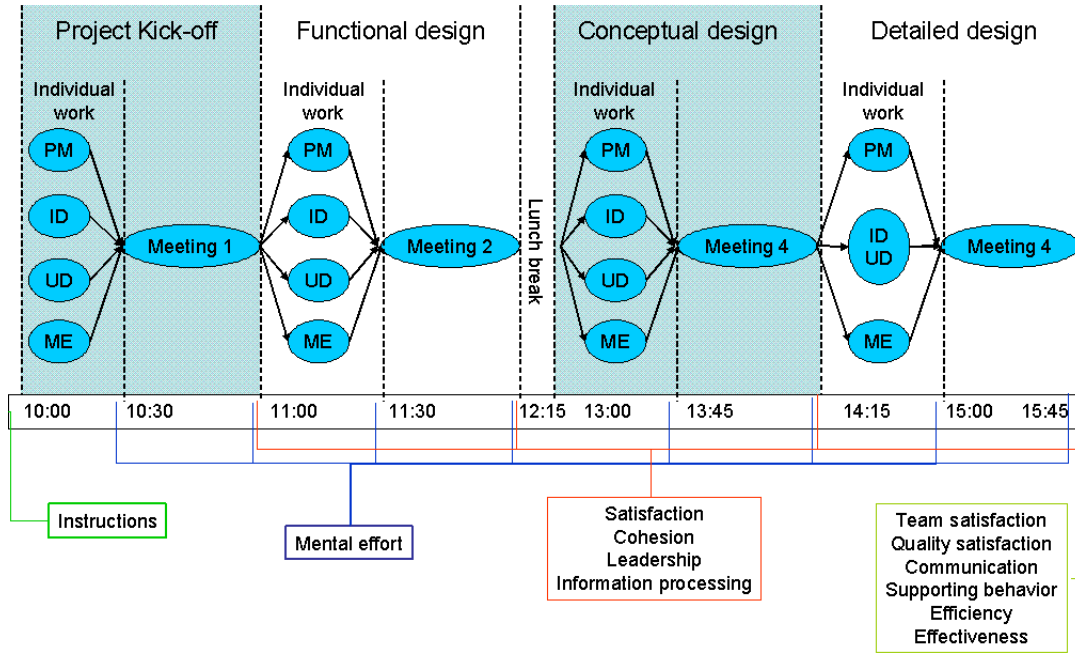 Project Kick-off
Functional design
Conceptual design
Detailed design
Individual
work
Individual
work
Individual
work
Individual
work
PM
ID
UD
ME
Meeting 1
PM
ID
UD
ME
Meeting 2
Lunch break
PM
ID
UD
ME
Meeting 4
PM
ID
UD
ME
Meeting 4
10:00
10:30
11:00
11:30
12:15
13:00
13:45
14:15
15:00
15:45
Instructions
Mental effort
Satisfaction
Cohesion
Leadership
Information processing
Team satisfaction
Quality satisfaction
Communication
Supporting behavior
Efficiency
Effectiveness